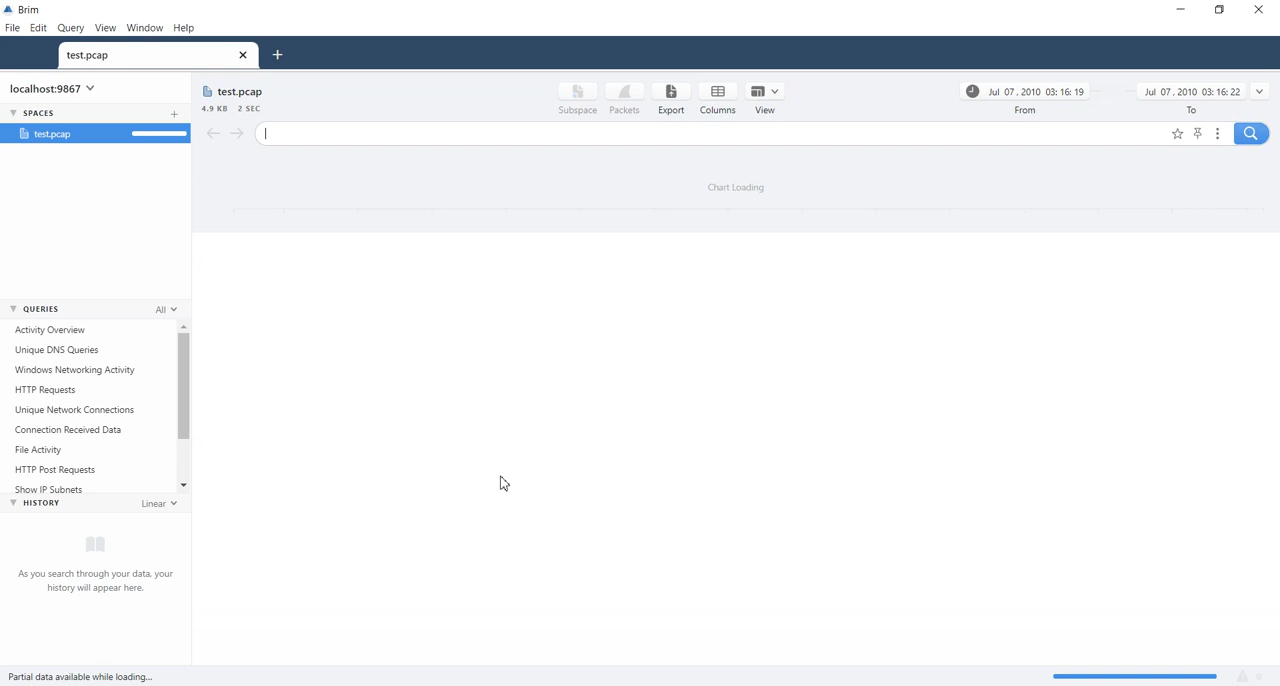 Brim
File Edit Query View Window Help
test.pcap
localhost:9867
SPACES
test.pcap
test.pcap
4.9 KB 2 SEC
Subspace Packets Export Columns View
Jul 07, 2010 03:16:19
From
Jul 07, 2010 03:16:22
To
Chart Loading
QUERIES All
Activity Overview
Unique DNS Queries
Windows Networking Activity
HTTP Requests
Unique Network Connections
Connection Received Data
File Activity
HTTP Post Requests
Show IP Subnets
HISTORY Linear
As you search through your data, your
history will appear here.
Partial data available while loading...